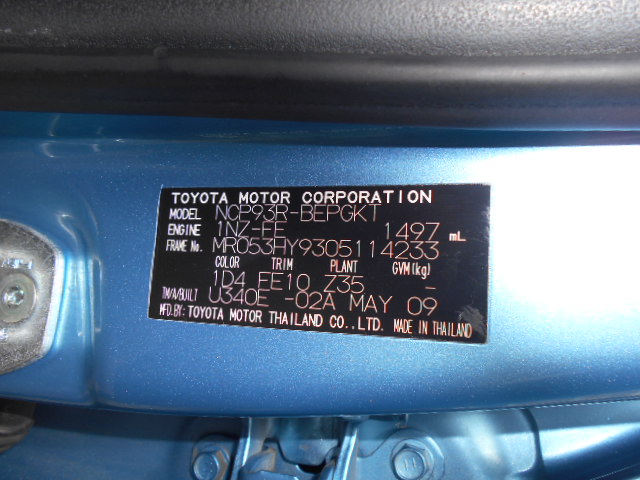 TOYOTA MOTOR CORPORATION
MODEL NCP93R-BEPGKT
ENGINE 1NZ-FE 1497 mL
FRAME No. MR053HY9305114233
COLOR TRIM PLANT GVM(kg)
1D4 FE10 Z35 -
TM/A/BUILT U340E -02A MAY 09
MFD.BY: TOYOTA MOTOR THAILAND CO.,LTD. MADE IN THAILAND